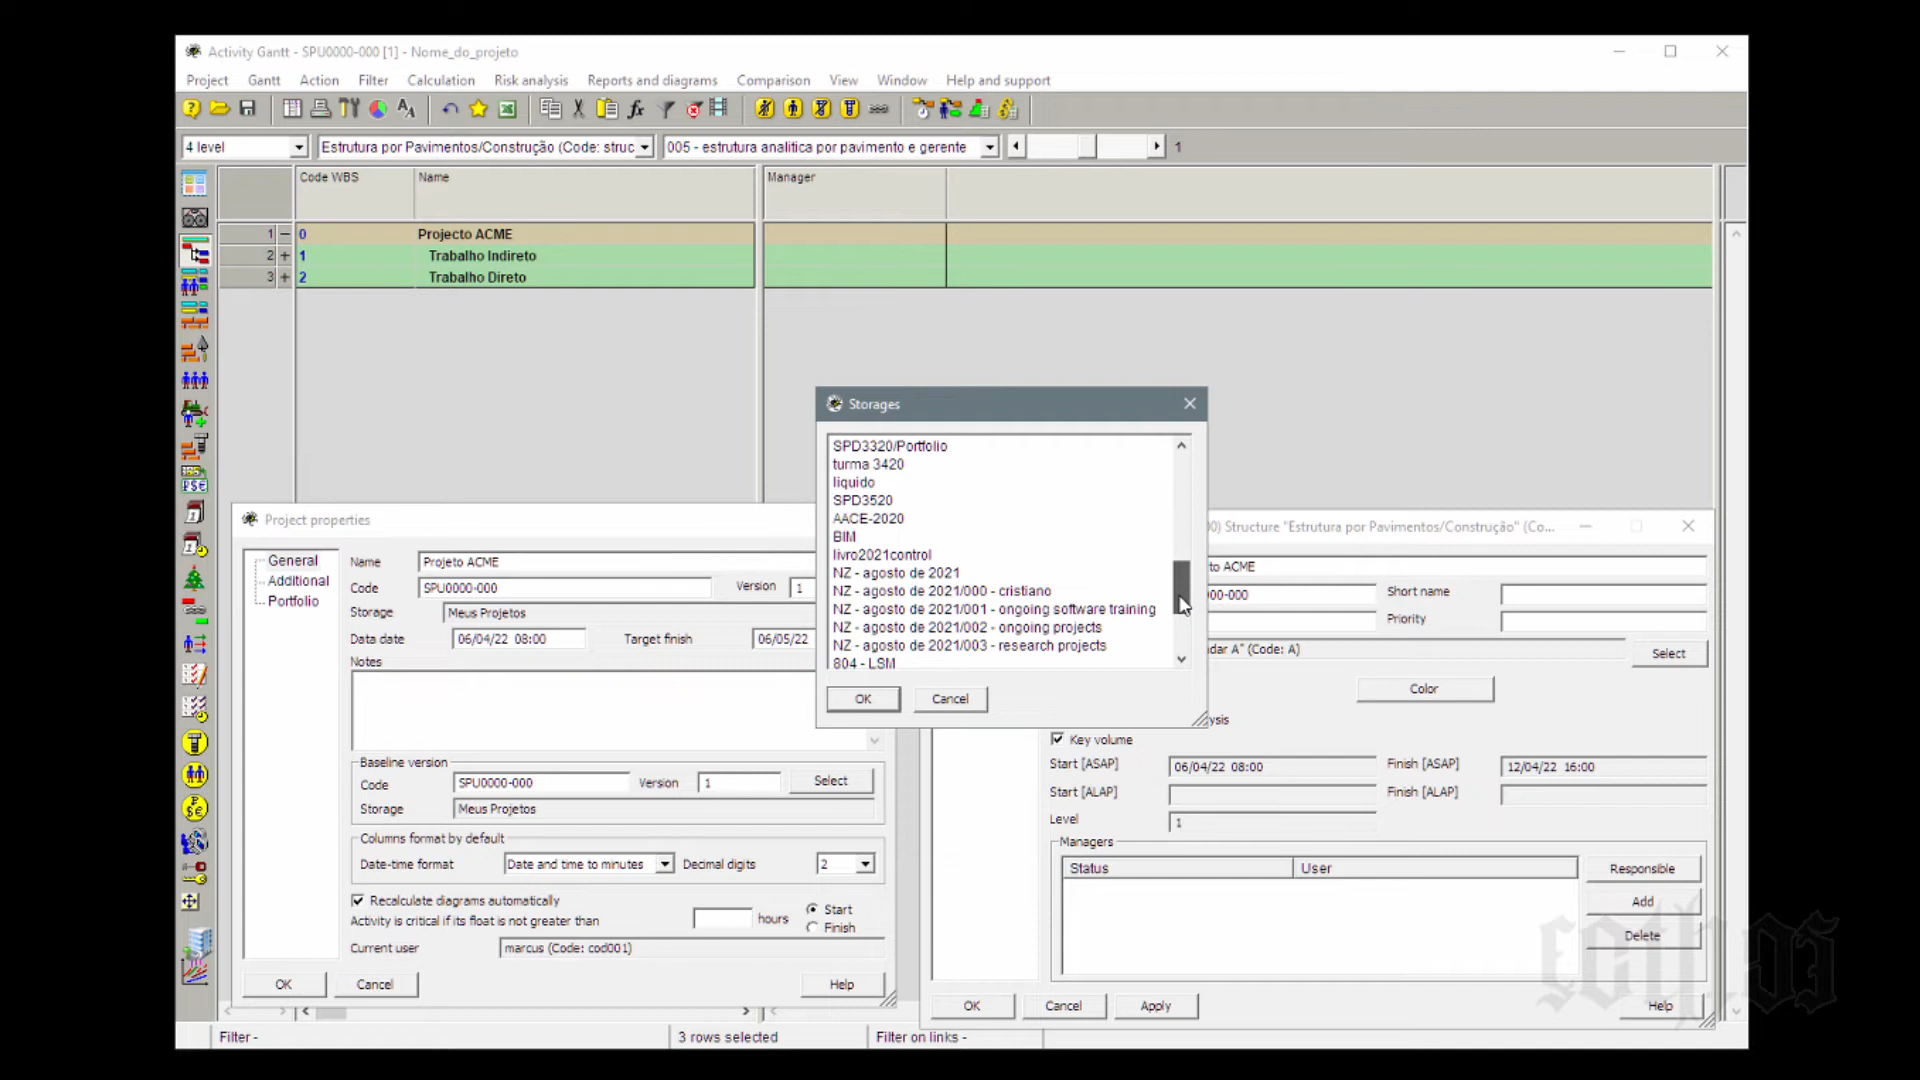 Activity Gantt - SPU0000-000 [1] - Nome_do_projeto
Project Gantt Action Filter Calculation Risk analysis Reports and diagrams Comparison View Window Help and support
4 level Estrutura por Pavimentos/Construção (Code: struc 005 - estrutura analitica por pavimento e gerente 1
Code WBS Name Manager
1 0 Projecto ACME
2 1 Trabalho Indireto
3 2 Trabalho Direto
Storages
SPD3320/Portfolio
turma 3420
liquido
SPD3520
AACE-2020
BIM
livro2021control
NZ - agosto de 2021
NZ - agosto de 2021/000 - cristiano
NZ - agosto de 2021/001 - ongoing software training
NZ - agosto de 2021/002 - ongoing projects
NZ - agosto de 2021/003 - research projects
804 - LSM
OK Cancel
Project properties
General
Additional
Portfolio
Name Projeto ACME
Code SPU0000-000 Version 1
Storage Meus Projetos
Data date 06/04/22 08:00 Target finish 06/05/22
Notes
Baseline version
Code SPU0000-000 Version 1 Select
Storage Meus Projetos
Columns format by default
Date-time format Date and time to minutes Decimal digits 2
Recalculate diagrams automatically
Activity is critical if its float is not greater than hours Start
Finish
Current user marcus (Code: cod001)
OK Cancel Help
00) Structure "Estrutura por Pavimentos/Construção" (Co...
to ACME
00-000 Short name
Priority
dar A" (Code: A) Select
Color
ysis
Key volume
Start [ASAP] 06/04/22 08:00 Finish [ASAP] 12/04/22 16:00
Start [ALAP] Finish [ALAP]
Level 1
Managers
Status User Responsible
Add
Delete
OK Cancel Apply Help
Filter - 3 rows selected Filter on links -